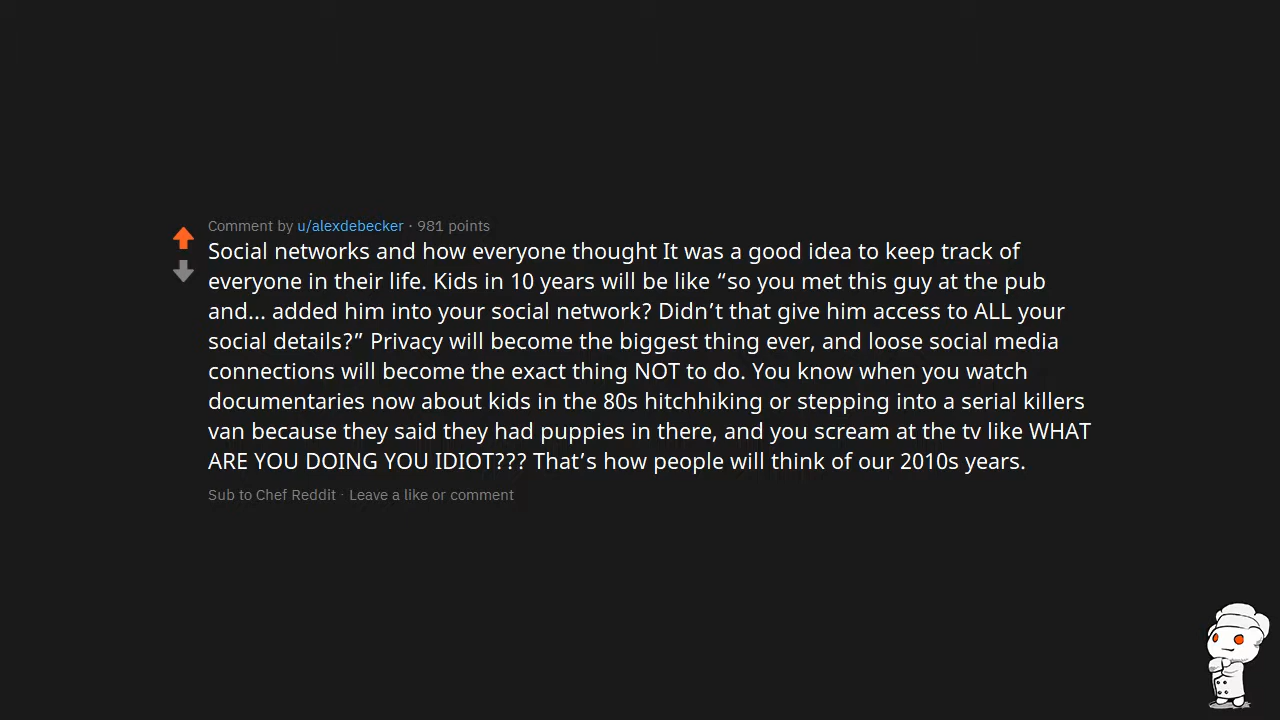 Comment by u/alexdebecker · 981 points
Social networks and how everyone thought It was a good idea to keep track of
everyone in their life. Kids in 10 years will be like “so you met this guy at the pub
and... added him into your social network? Didn’t that give him access to ALL your
social details?” Privacy will become the biggest thing ever, and loose social media
connections will become the exact thing NOT to do. You know when you watch
documentaries now about kids in the 80s hitchhiking or stepping into a serial killers
van because they said they had puppies in there, and you scream at the tv like WHAT
ARE YOU DOING YOU IDIOT??? That’s how people will think of our 2010s years.
Sub to Chef Reddit · Leave a like or comment